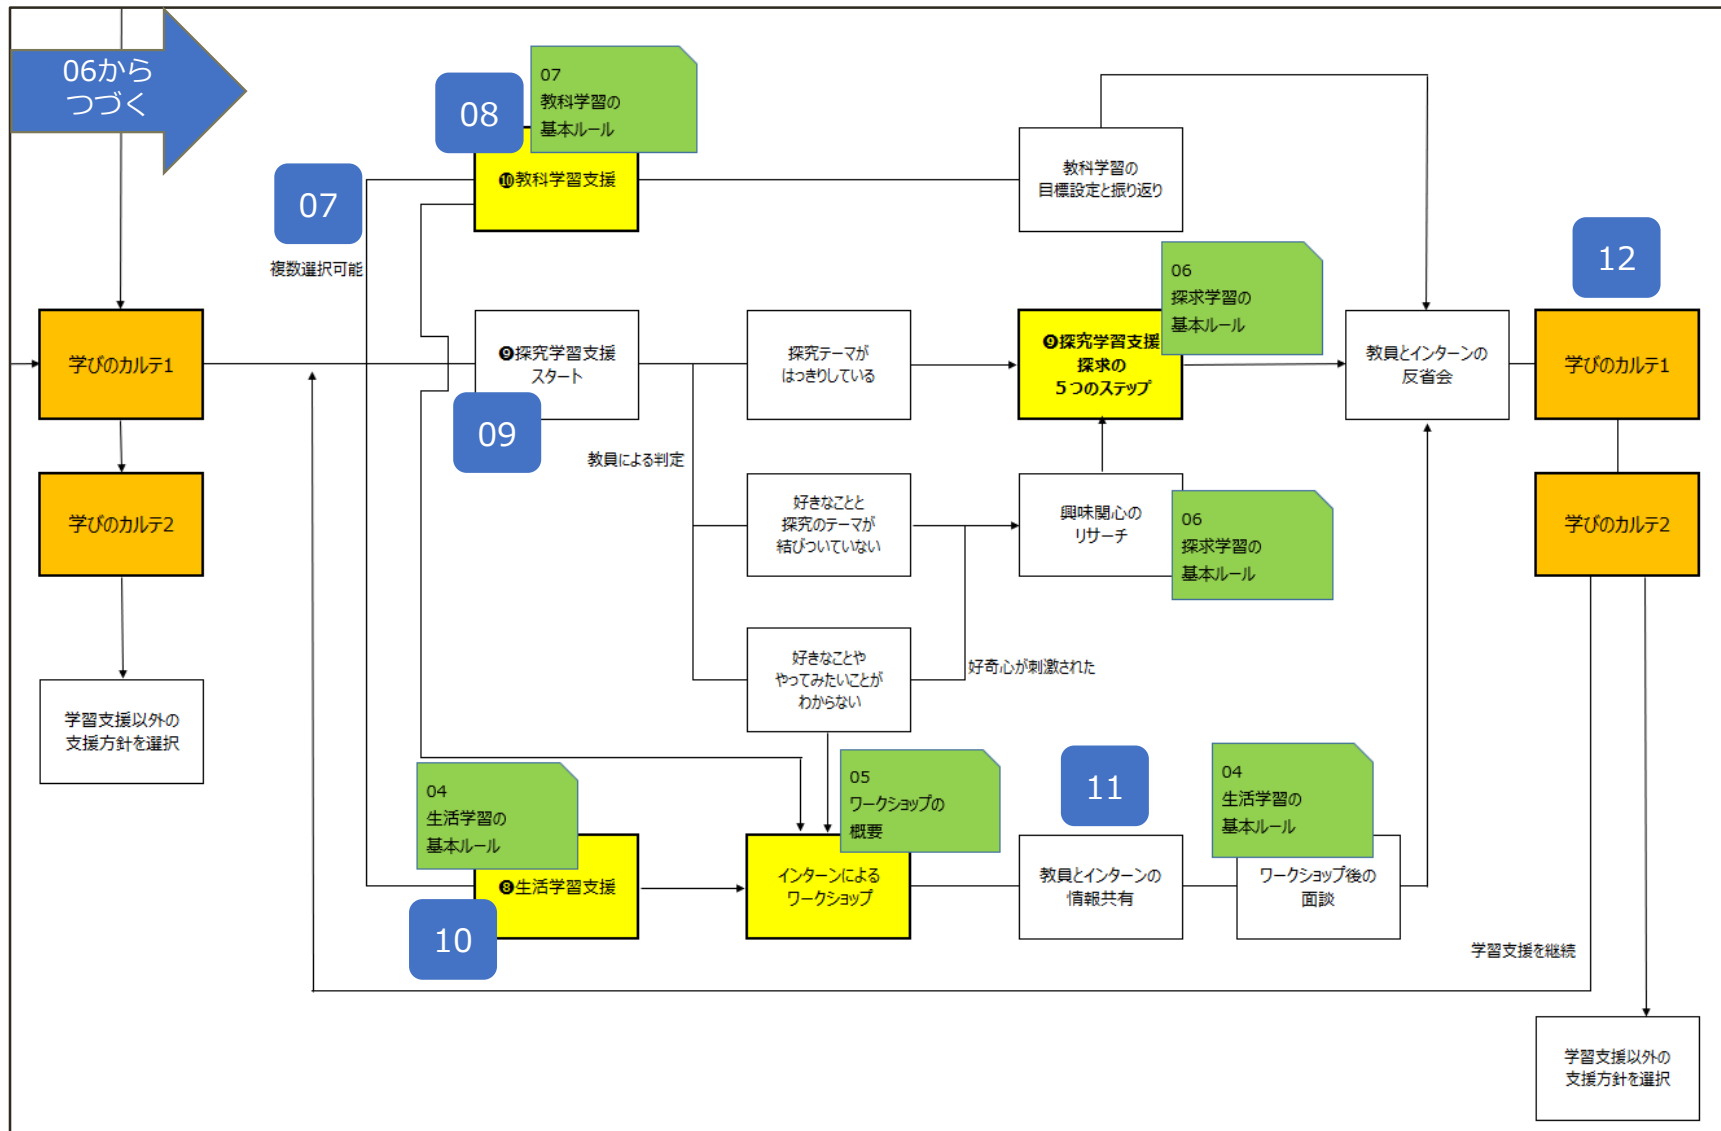 06から
つづく
08
07
教科学習の
基本ルール
❿教科学習支援
教科学習の
目標設定と振り返り
07
複数選択可能
12
06
探求学習の
基本ルール
学びのカルテ1
❾探究学習支援
スタート
09
探究テーマが
はっきりしている
❾探究学習支援
探求の
５つのステップ
教員とインターンの
反省会
学びのカルテ1
教員による判定
学びのカルテ2
好きなことと
探究のテーマが
結びついていない
興味関心の
リサーチ
06
探求学習の
基本ルール
学びのカルテ2
好きなことや
やってみたいことが
わからない
好奇心が刺激された
学習支援以外の
支援方針を選択
04
生活学習の
基本ルール
❽生活学習支援
10
05
ワークショップの
概要
インターンによる
ワークショップ
11
教員とインターンの
情報共有
04
生活学習の
基本ルール
ワークショップ後の
面談
学習支援を継続
学習支援以外の
支援方針を選択